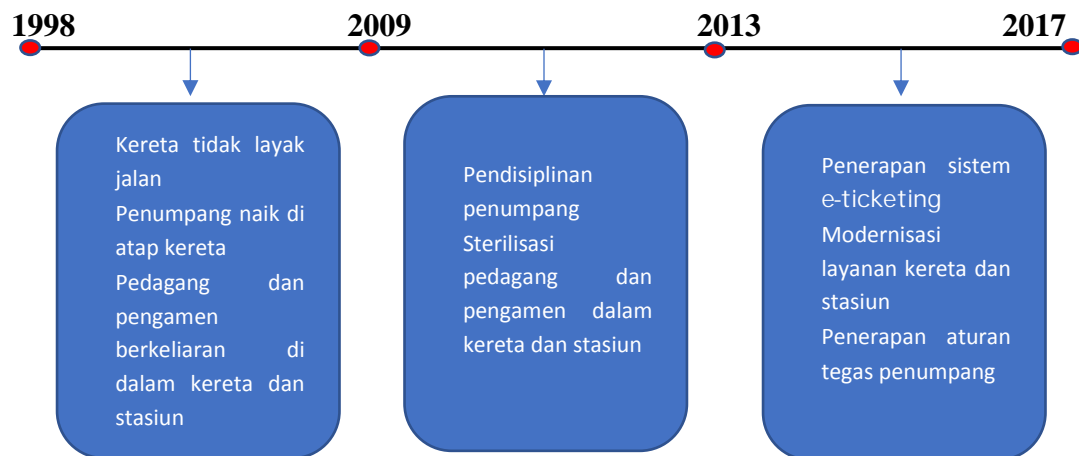 1998
2009
2013
2017
Kereta tidak layak
jalan
Penumpang naik di
atap kereta
Pedagang dan
pengamen
berkeliaran di
dalam kereta dan
stasiun
Pendisiplinan
penumpang
Sterilisasi
pedagang dan
pengamen dalam
kereta dan stasiun
Penerapan sistem
e-ticketing
Modernisasi
layanan kereta dan
stasiun
Penerapan aturan
tegas penumpang